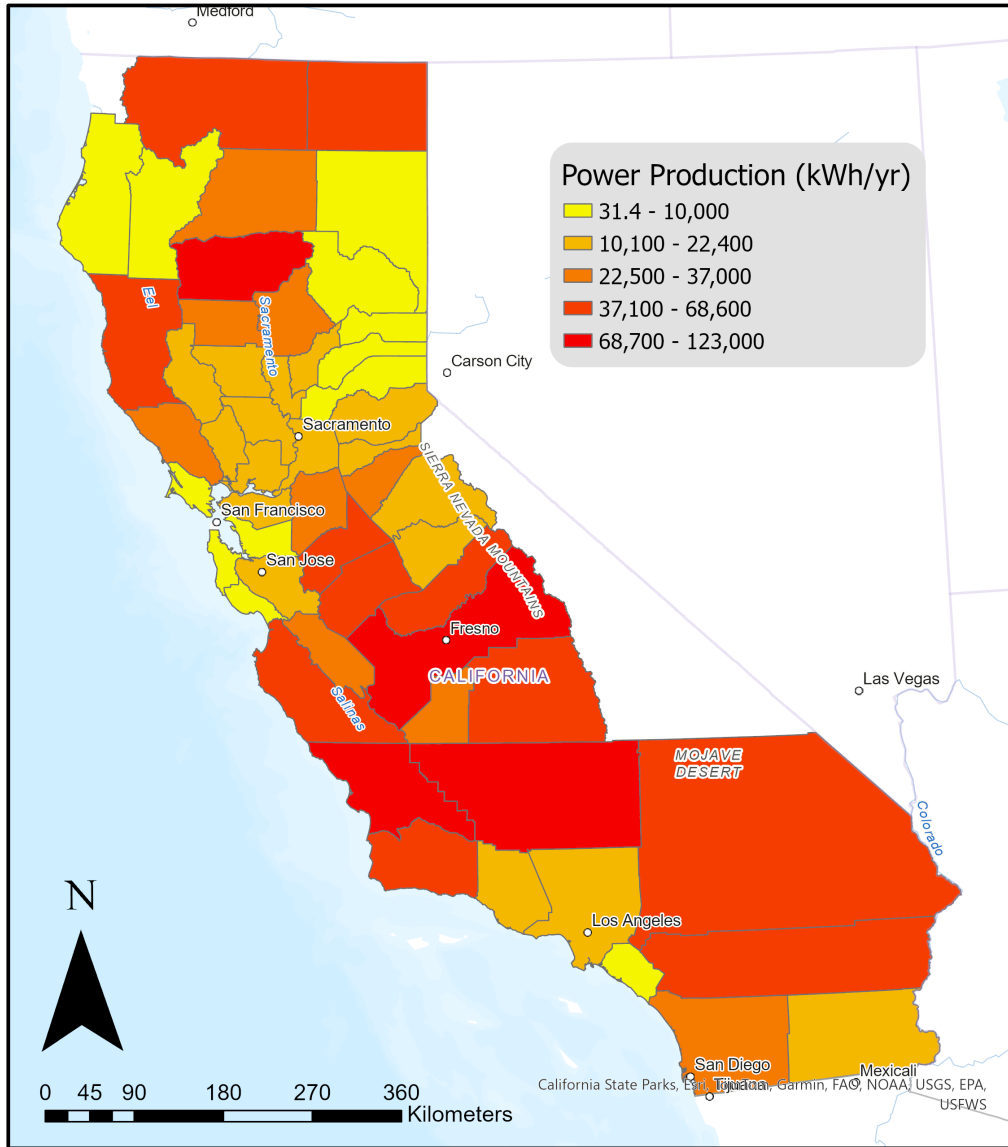 Medford
Power Production (kWh/yr)
31.4 - 10,000
10,100 - 22,400
22,500 - 37,000
37,100 - 68,600
68,700 - 123,000
Eel
Sacramento
Carson City
Sacramento
SIERRA NEVADA MOUNTAINS
San Francisco
San Jose
Fresno
CALIFORNIA
Las Vegas
Salinas
MOJAVE
DESERT
Colorado
N
Los Angeles
San Diego
Mexicali
Tijuana
California State Parks, Esri, TomTom, Garmin, FAO, NOAA, USGS, EPA,
USFWS
0 45 90 180 270 360
Kilometers